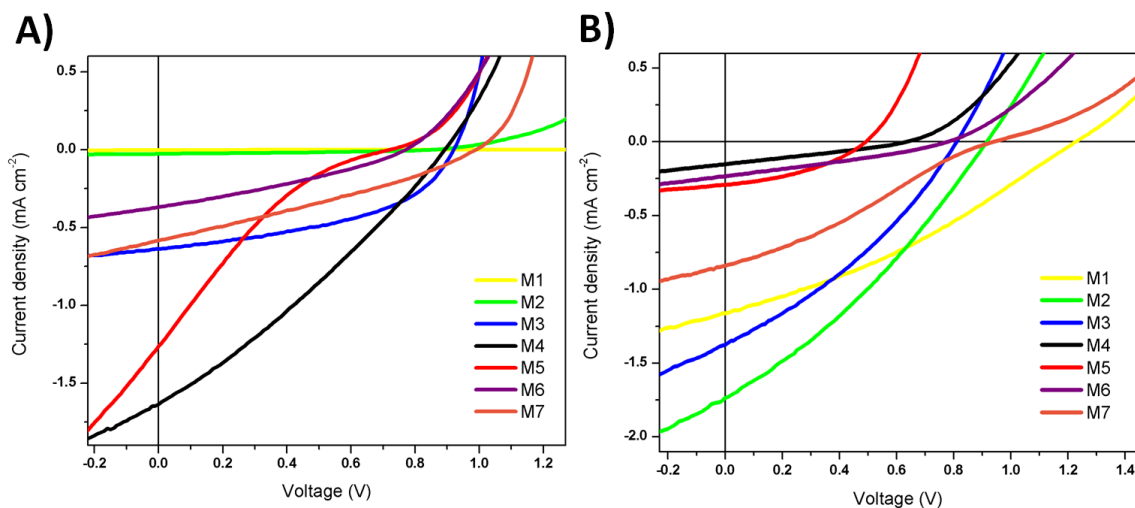 A)
0.5
0.0
-0.5
-1.0
-1.5
Current density (mA cm⁻²)
-0.2 0.0 0.2 0.4 0.6 0.8 1.0 1.2
Voltage (V)
M1
M2
M3
M4
M5
M6
M7
B)
0.5
0.0
-0.5
-1.0
-1.5
-2.0
Current density (mA cm⁻²)
-0.2 0.0 0.2 0.4 0.6 0.8 1.0 1.2 1.4
Voltage (V)
M1
M2
M3
M4
M5
M6
M7